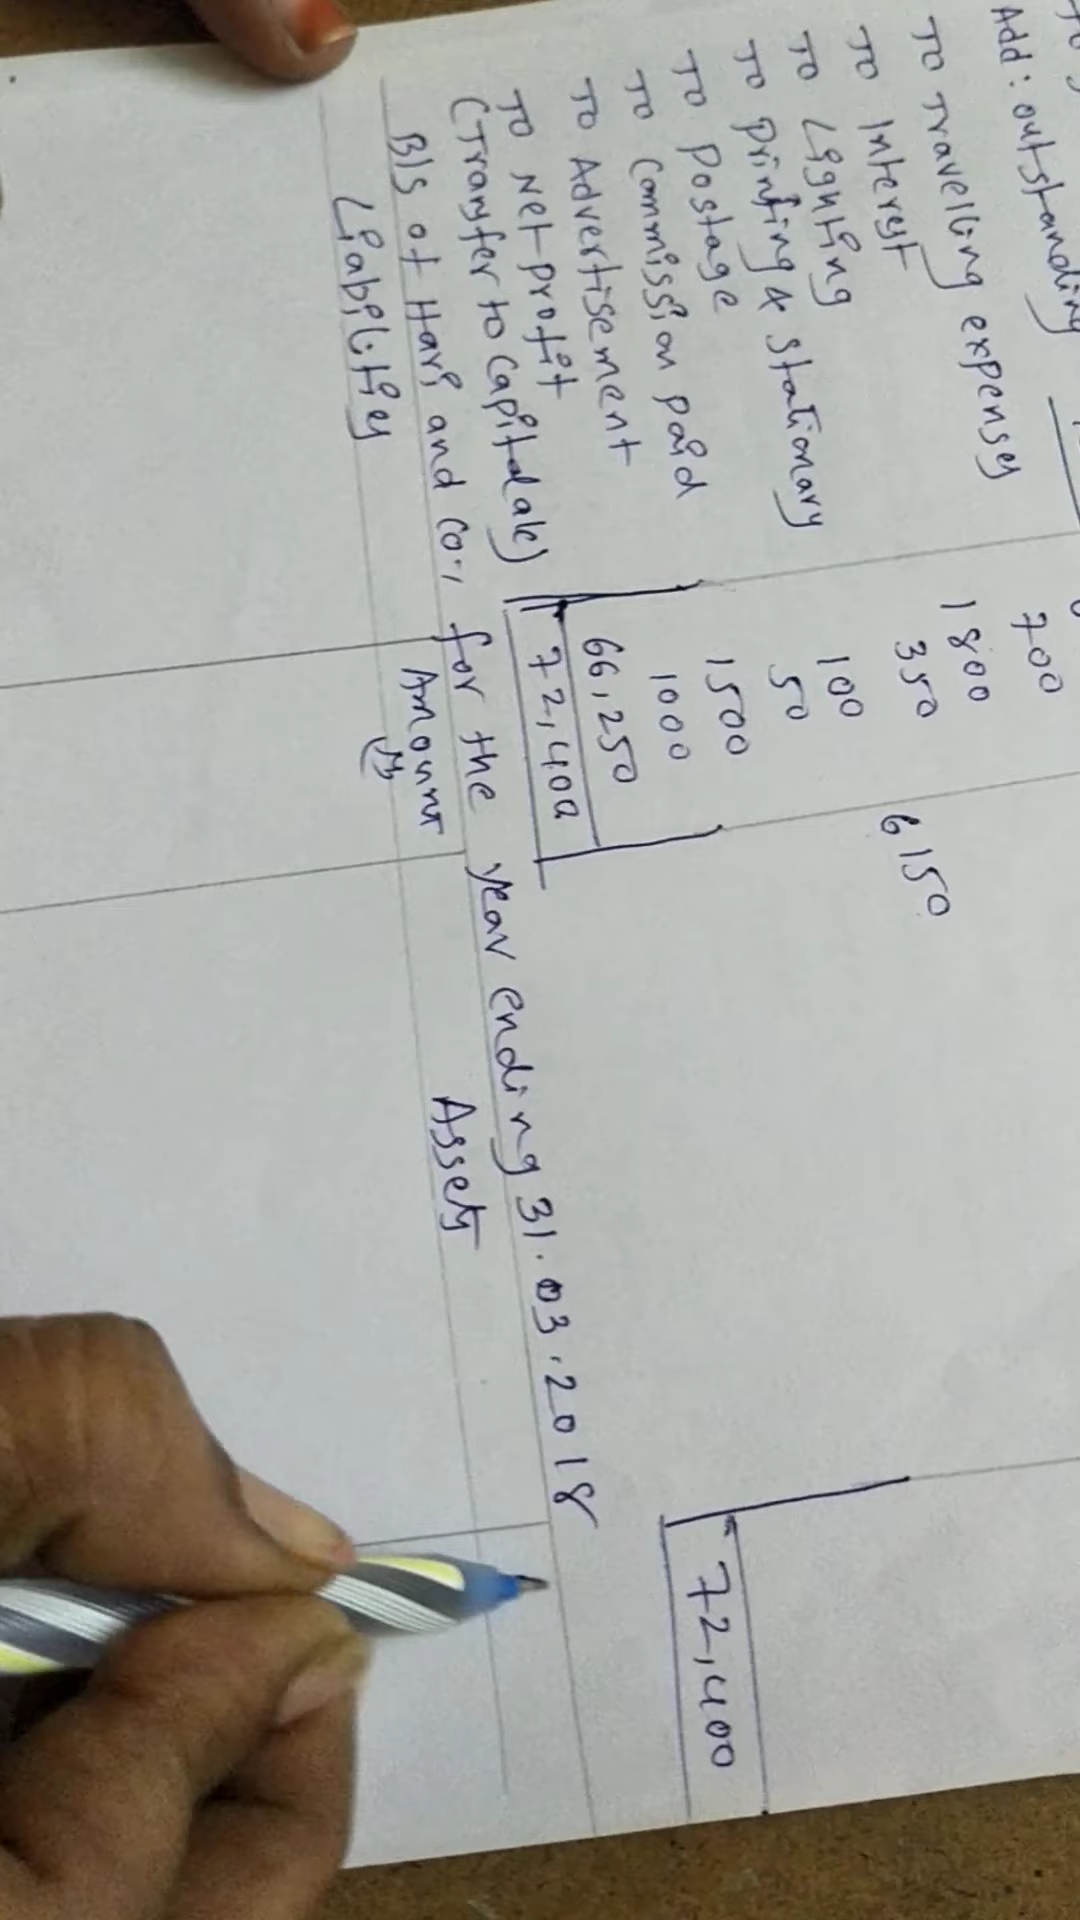 Add: outstanding 700
To Travelling expenses 1800
To Interest 350
To Lighting 100 6150
To Printing & stationary 50
To Postage 1500
To Commission paid 1000
To Advertisement 66,250
To Net-profit
(Transfer to Capital a/c) 72,400 72,400
B/s of Hari and co., for the year ending 31.03.2018
Liabilities Amount Assets